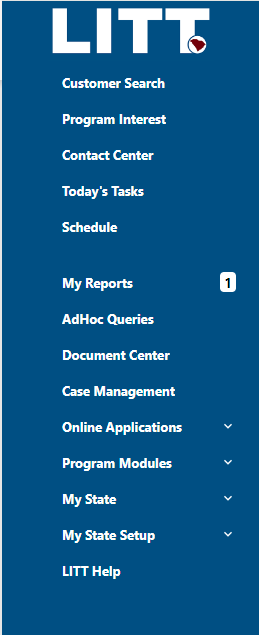 LITT
Customer Search
Program Interest
Contact Center
Today's Tasks
Schedule
My Reports 1
AdHoc Queries
Document Center
Case Management
Online Applications
Program Modules
My State
My State Setup
LITT Help